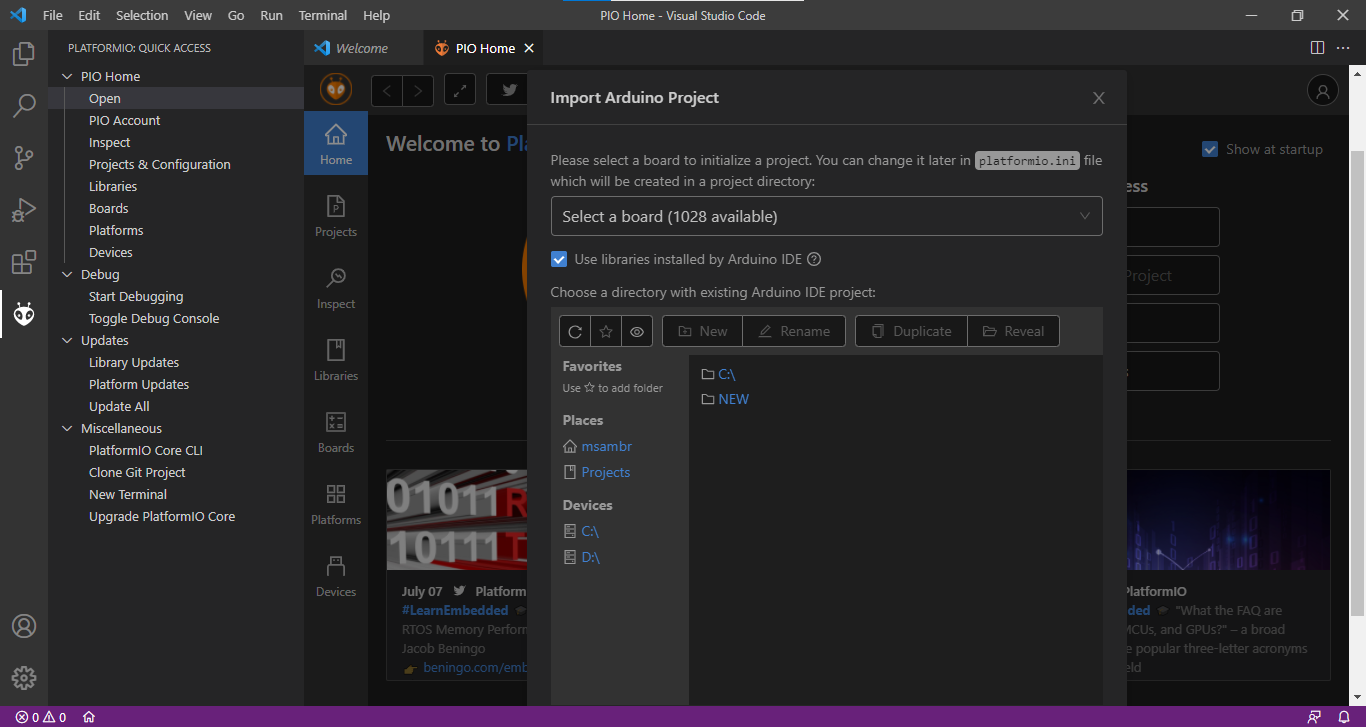 File Edit Selection View Go Run Terminal Help PIO Home - Visual Studio Code
PLATFORMIO: QUICK ACCESS
PIO Home
Open
PIO Account
Inspect
Projects & Configuration
Libraries
Boards
Platforms
Devices
Debug
Start Debugging
Toggle Debug Console
Updates
Library Updates
Platform Updates
Update All
Miscellaneous
PlatformIO Core CLI
Clone Git Project
New Terminal
Upgrade PlatformIO Core
Welcome PIO Home
Home
Projects
Inspect
Libraries
Boards
Platforms
Devices
Welcome to Pl
Show at startup
ess
Project
Import Arduino Project
Please select a board to initialize a project. You can change it later in platformio.ini file
which will be created in a project directory:
Select a board (1028 available)
Use libraries installed by Arduino IDE
Choose a directory with existing Arduino IDE project:
New Rename Duplicate Reveal
Favorites
Use ☆ to add folder
Places
msambr
Projects
Devices
C:\
D:\
C:\
NEW
01011R
10111T
July 07 Platform
#LearnEmbedded
RTOS Memory Perform
Jacob Beningo
beningo.com/emb
PlatformIO
ded "What the FAQ are
MCUs, and GPUs?" – a broad
e popular three-letter acronyms
eld
0 0